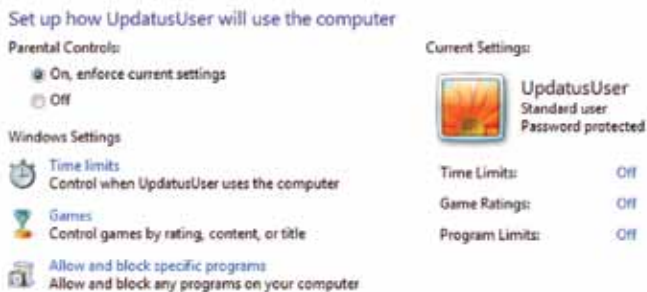 Set up how UpdatusUser will use the computer
Parental Controls:
On, enforce current settings
Off
Windows Settings
Time limits
Control when UpdatusUser uses the computer
Games
Control games by rating, content, or title
Allow and block specific programs
Allow and block any programs on your computer
Current Settings:
UpdatusUser
Standard user
Password protected
Time Limits: Off
Game Ratings: Off
Program Limits: Off